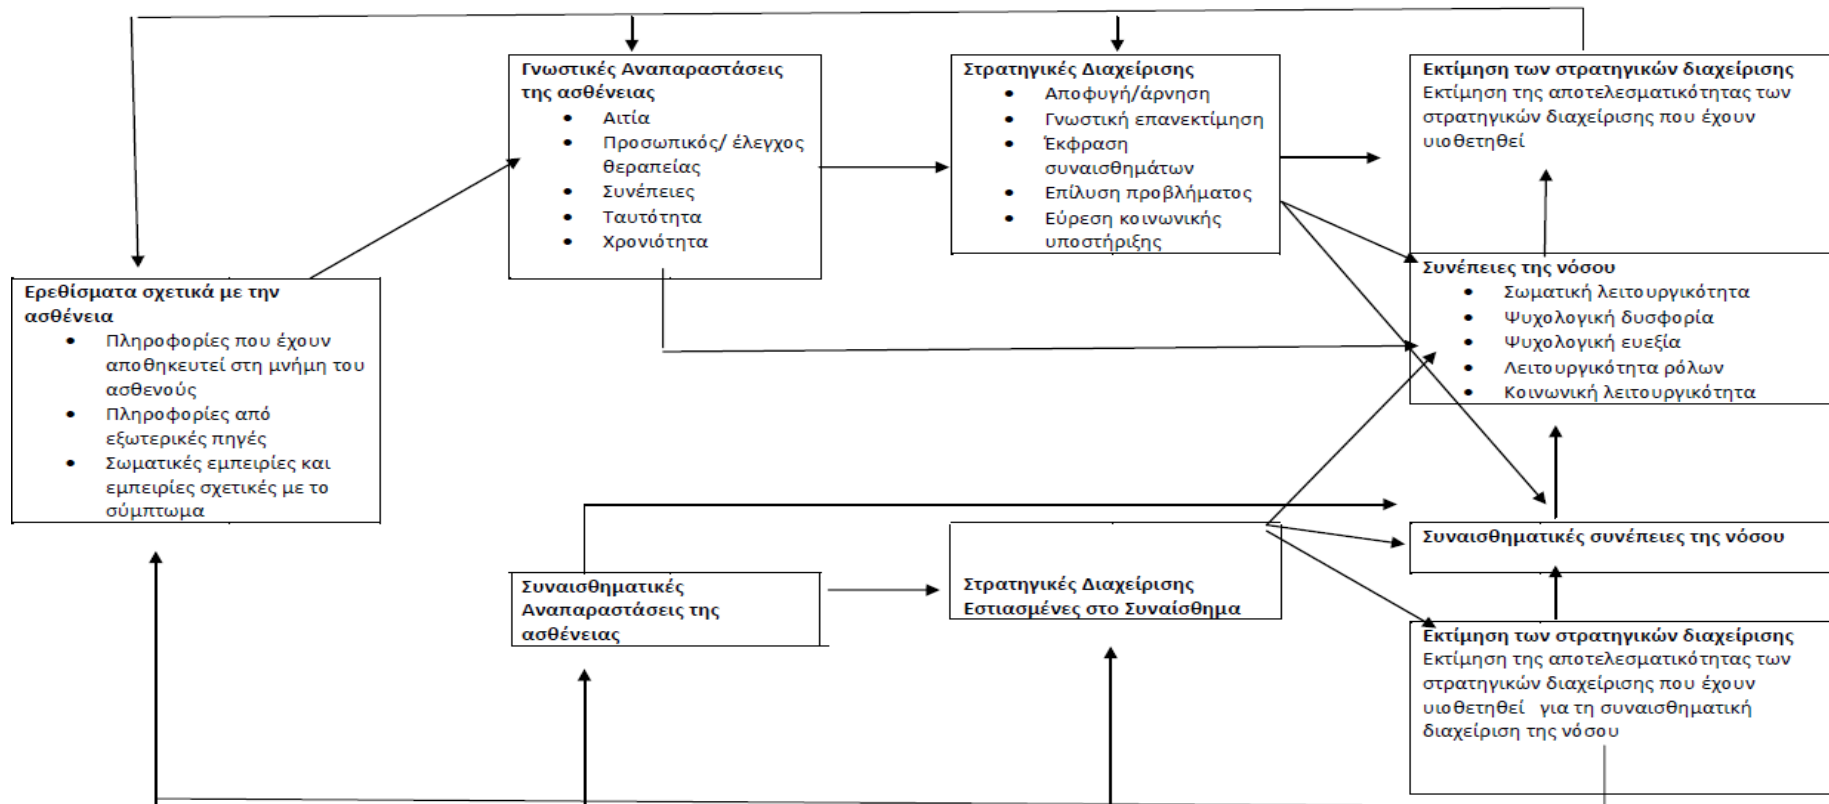 Γνωστικές Αναπαραστάσεις
της ασθένειας
• Αιτία
• Προσωπικός/ έλεγχος
θεραπείας
• Συνέπειες
• Ταυτότητα
• Χρονιότητα
Στρατηγικές Διαχείρισης
• Αποφυγή/άρνηση
• Γνωστική επανεκτίμηση
• Έκφραση
συναισθημάτων
• Επίλυση προβλήματος
• Εύρεση κοινωνικής
υποστήριξης
Εκτίμηση των στρατηγικών διαχείρισης
Εκτίμηση της αποτελεσματικότητας των
στρατηγικών διαχείρισης που έχουν
υιοθετηθεί
Ερεθίσματα σχετικά με την
ασθένεια
• Πληροφορίες που έχουν
αποθηκευτεί στη μνήμη του
ασθενούς
• Πληροφορίες από
εξωτερικές πηγές
• Σωματικές εμπειρίες και
εμπειρίες σχετικές με το
σύμπτωμα
Συνέπειες της νόσου
• Σωματική λειτουργικότητα
• Ψυχολογική δυσφορία
• Ψυχολογική ευεξία
• Λειτουργικότητα ρόλων
• Κοινωνική λειτουργικότητα
Συναισθηματικές
Αναπαραστάσεις της
ασθένειας
Στρατηγικές Διαχείρισης
Εστιασμένες στο Συναίσθημα
Συναισθηματικές συνέπειες της νόσου
Εκτίμηση των στρατηγικών διαχείρισης
Εκτίμηση της αποτελεσματικότητας των
στρατηγικών διαχείρισης που έχουν
υιοθετηθεί για τη συναισθηματική
διαχείριση της νόσου